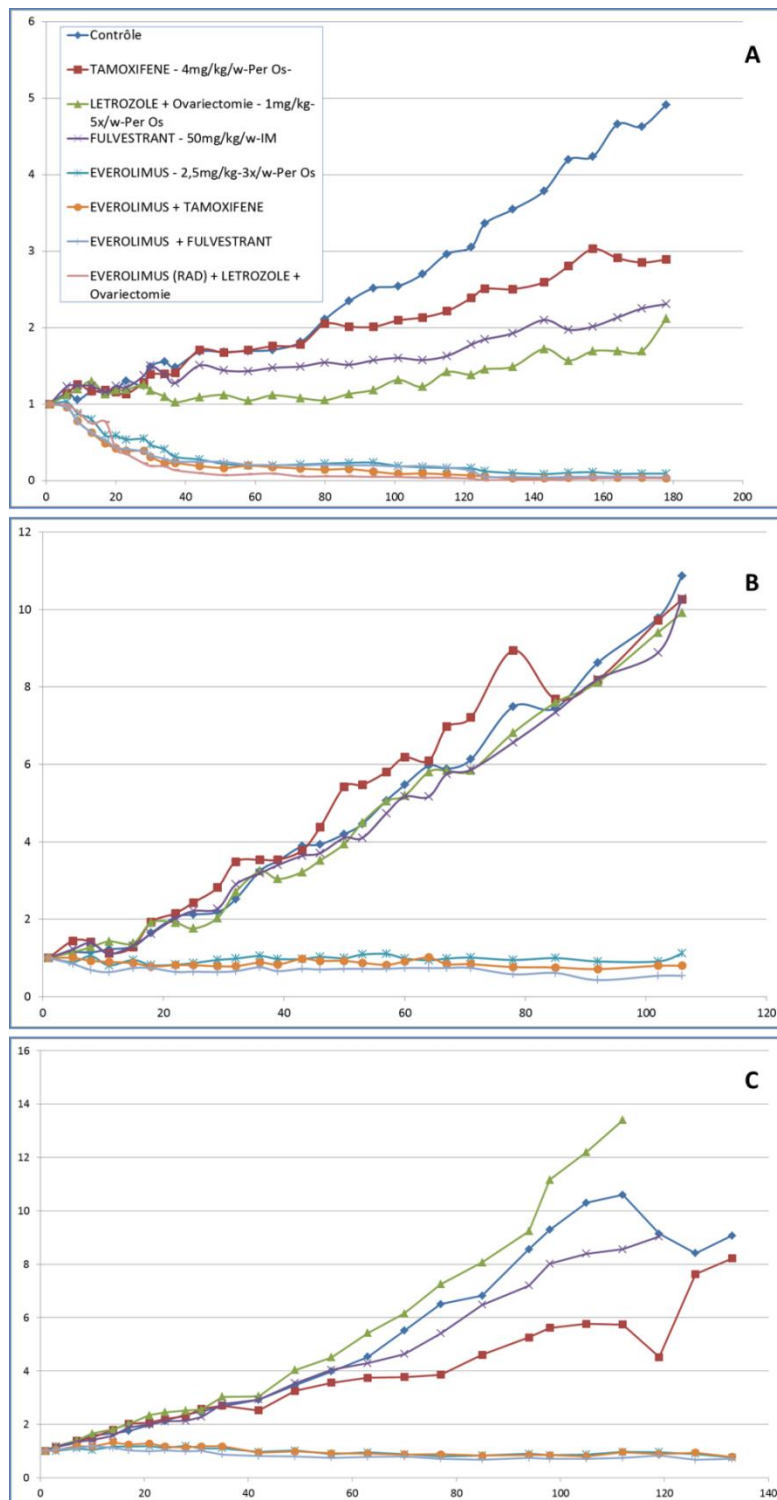 6
5
4
3
2
1
0
Contrôle
TAMOXIFENE - 4mg/kg/w-Per Os-
LETROZOLE + Ovariectomie - 1mg/kg-
5x/w-Per Os
FULVESTRANT - 50mg/kg/w-IM
EVEROLIMUS - 2,5mg/kg-3x/w-Per Os
EVEROLIMUS + TAMOXIFENE
EVEROLIMUS + FULVESTRANT
EVEROLIMUS (RAD) + LETROZOLE +
Ovariectomie
A
0 20 40 60 80 100 120 140 160 180 200
12
10
8
6
4
2
0
B
0 20 40 60 80 100 120
16
14
12
10
8
6
4
2
0
C
0 20 40 60 80 100 120 140